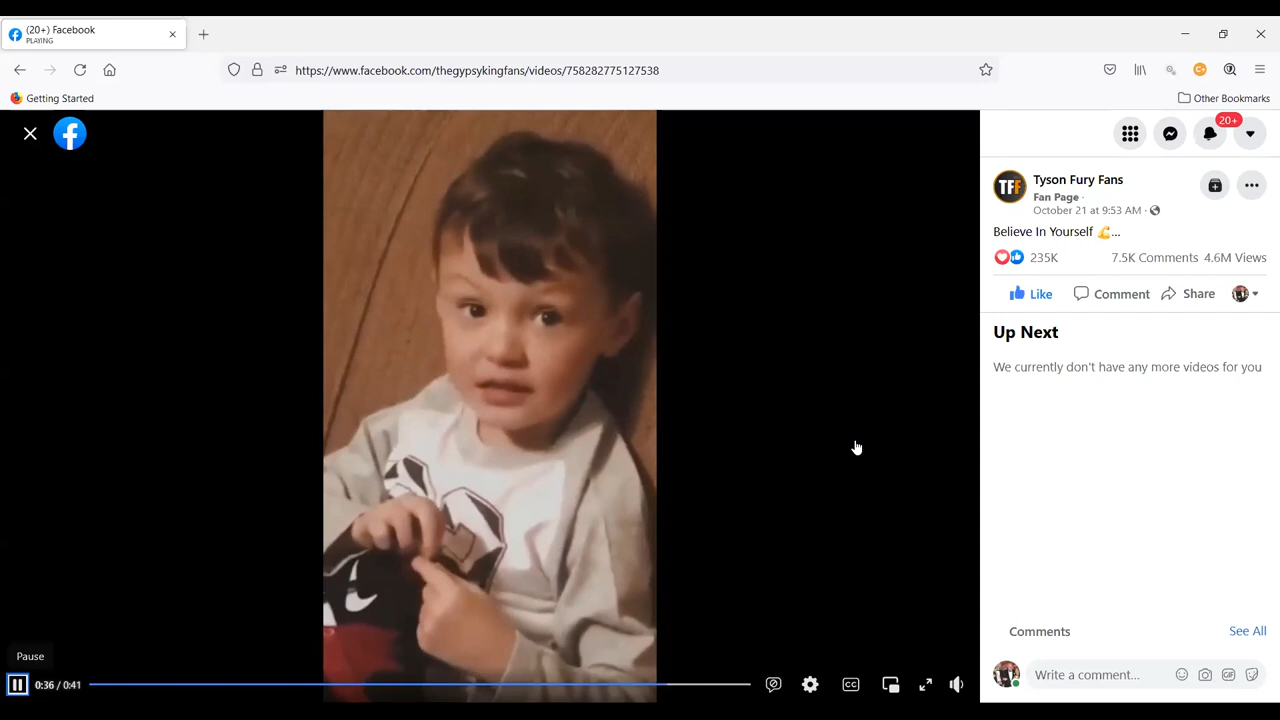 (20+) Facebook
PLAYING
https://www.facebook.com/thegypsykingfans/videos/758282775127538
Getting Started
Other Bookmarks
20+
TFF
Tyson Fury Fans
Fan Page ·
October 21 at 9:53 AM ·
Believe In Yourself 💪...
235K
7.5K Comments 4.6M Views
Like
Comment
Share
Up Next
We currently don't have any more videos for you
Comments
See All
Pause
0:36 / 0:41
CC
Write a comment...
GIF